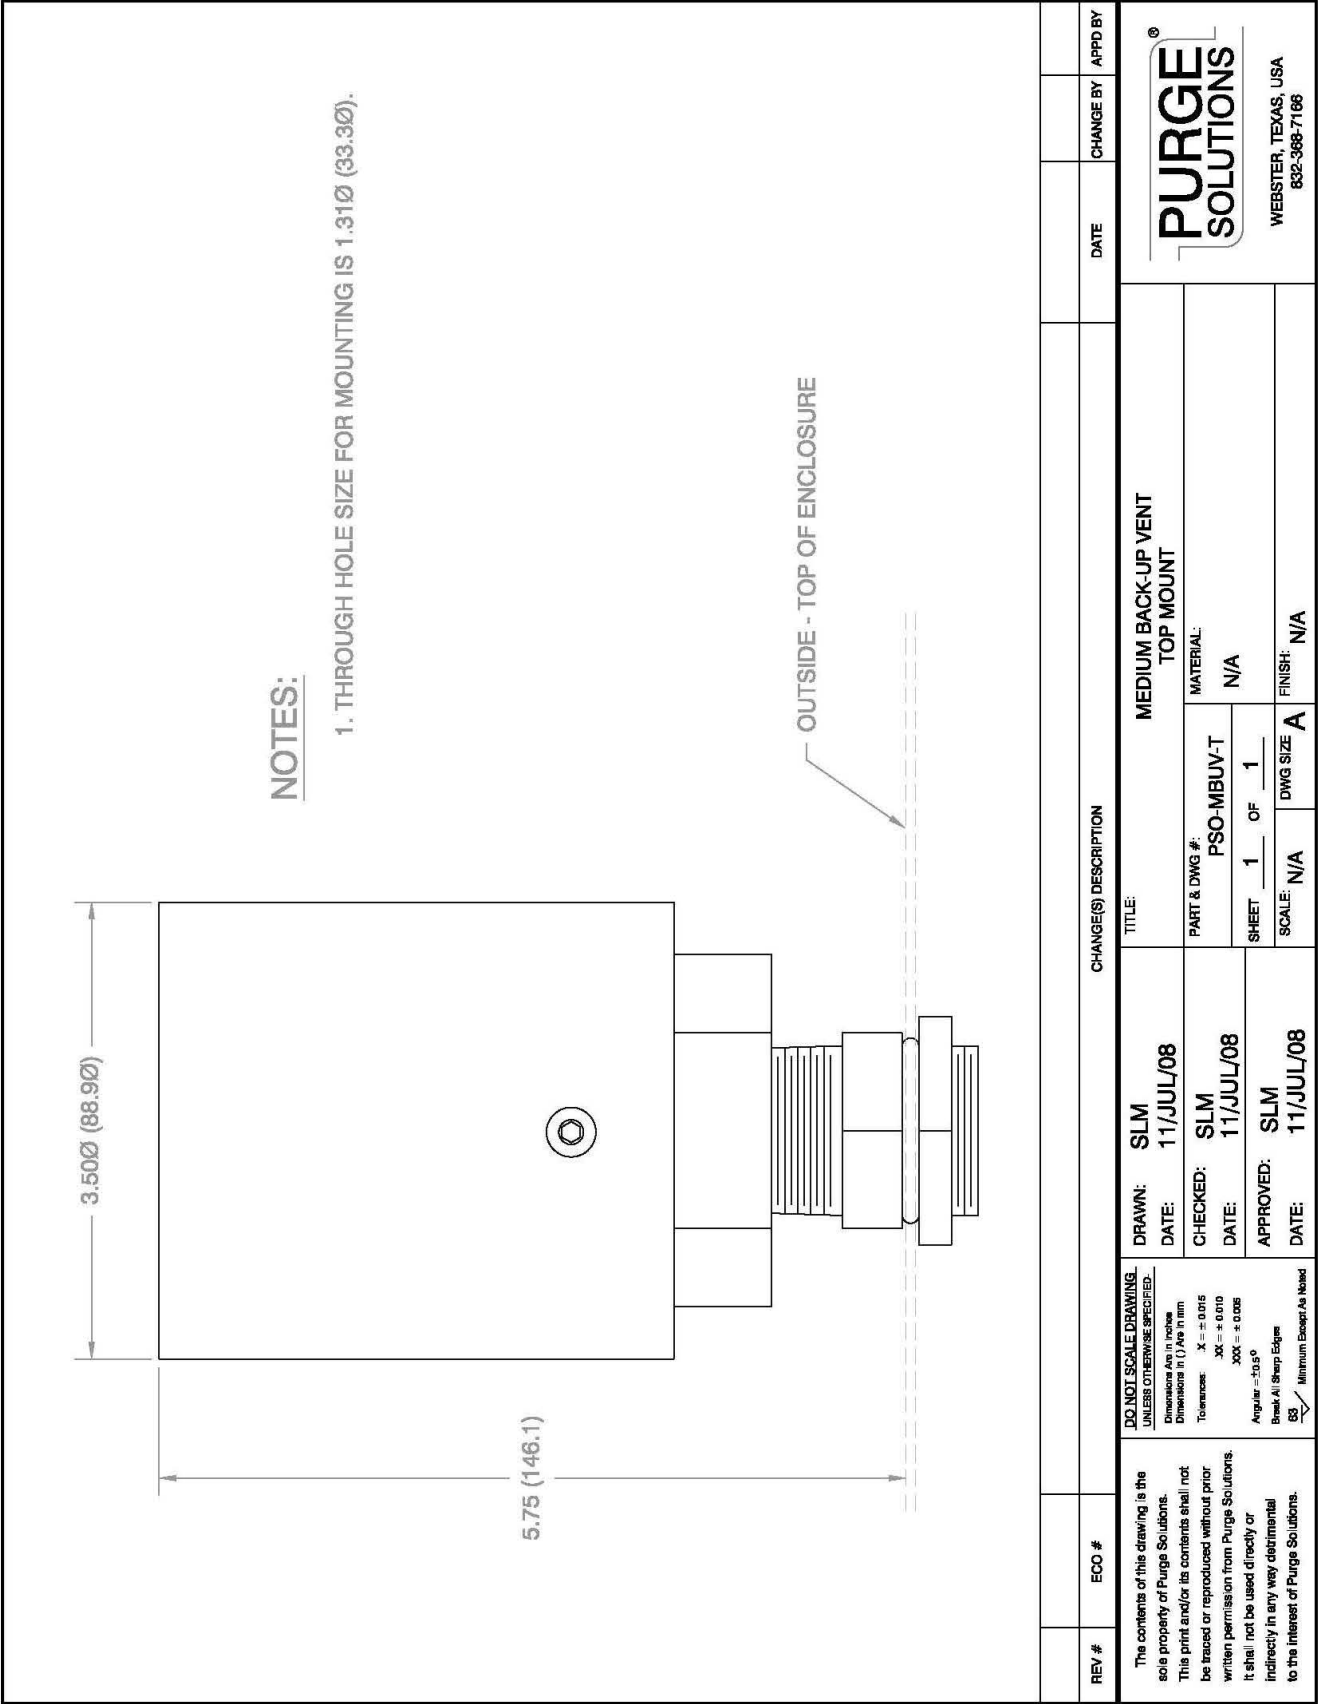 3.50Ø (88.9Ø)
5.75 (146.1)
NOTES:
1. THROUGH HOLE SIZE FOR MOUNTING IS 1.31Ø (33.3Ø).
OUTSIDE - TOP OF ENCLOSURE
REV #
ECO #
CHANGE(S) DESCRIPTION
DATE
CHANGE BY
APPD BY
The contents of this drawing is the
sole property of Purge Solutions.
This print and/or its contents shall not
be traced or reproduced without prior
written permission from Purge Solutions.
It shall not be used directly or
indirectly in any way detrimental
to the interest of Purge Solutions.
DO NOT SCALE DRAWING
UNLESS OTHERWISE SPECIFIED-
Dimensions Are in Inches
Dimensions in ( ) Are in mm
Tolerances: .X = ± 0.015
.XX = ± 0.010
.XXX = ± 0.005
Angular = ±0.5°
Break All Sharp Edges
63 Minimum Except As Noted
DRAWN: SLM
DATE: 11/JUL/08
CHECKED: SLM
DATE: 11/JUL/08
APPROVED: SLM
DATE: 11/JUL/08
TITLE:
MEDIUM BACK-UP VENT
TOP MOUNT
PART & DWG #:
PSO-MBUV-T
MATERIAL:
N/A
SHEET 1 OF 1
SCALE: N/A
DWG SIZE A
FINISH: N/A
PURGE®
SOLUTIONS
WEBSTER, TEXAS, USA
832-368-7166